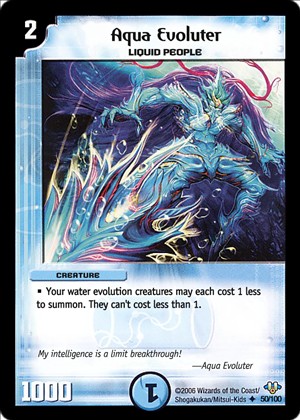 2
Aqua Evoluter
LIQUID PEOPLE
CREATURE
• Your water evolution creatures may each cost 1 less
to summon. They can't cost less than 1.
My intelligence is a limit breakthrough!
—Aqua Evoluter
1000
1
©2006 Wizards of the Coast/
Shogakukan/Mitsui-Kids ♦ 50/100